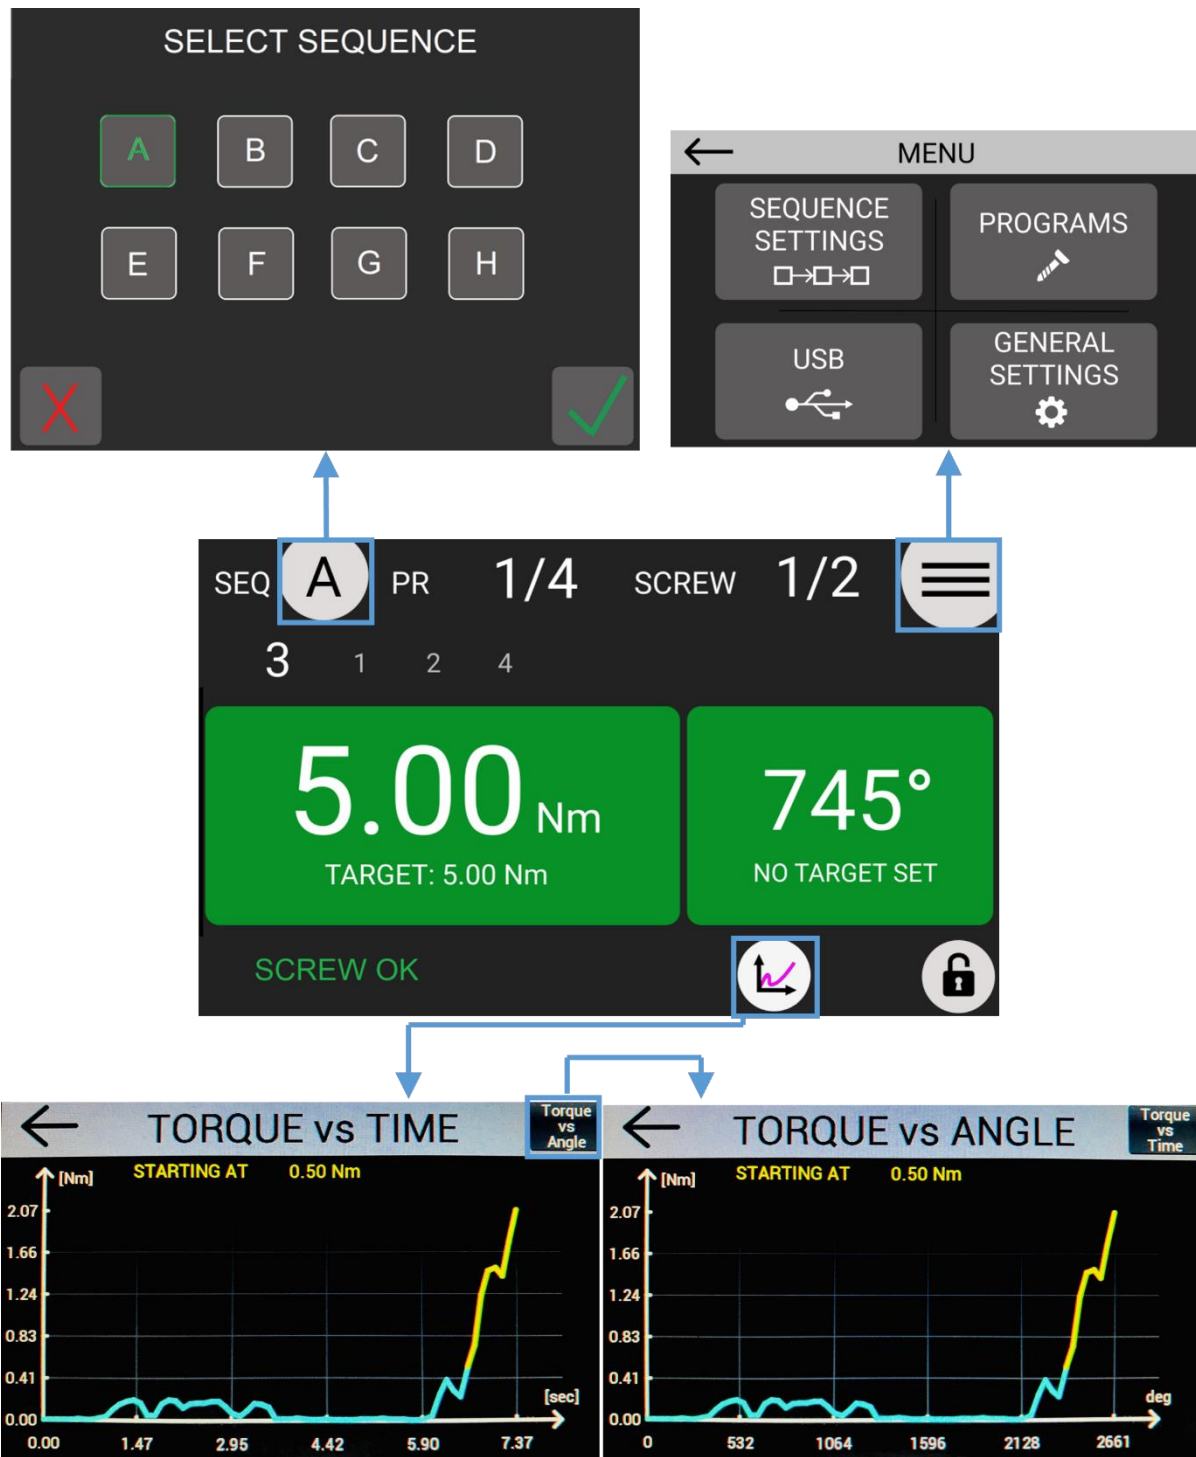 SELECT SEQUENCE
A B C D
E F G H
X
MENU
SEQUENCE
SETTINGS
PROGRAMS
USB
GENERAL
SETTINGS
SEQ A PR 1/4 SCREW 1/2
3 1 2 4
5.00 Nm
TARGET: 5.00 Nm
745°
NO TARGET SET
SCREW OK
TORQUE vs TIME
Torque
vs
Angle
STARTING AT 0.50 Nm
[Nm]
2.07
1.66
1.24
0.83
0.41
0.00
[sec]
0.00 1.47 2.95 4.42 5.90 7.37
TORQUE vs ANGLE
Torque
vs
Time
STARTING AT 0.50 Nm
[Nm]
2.07
1.66
1.24
0.83
0.41
0.00
deg
0 532 1064 1596 2128 2661